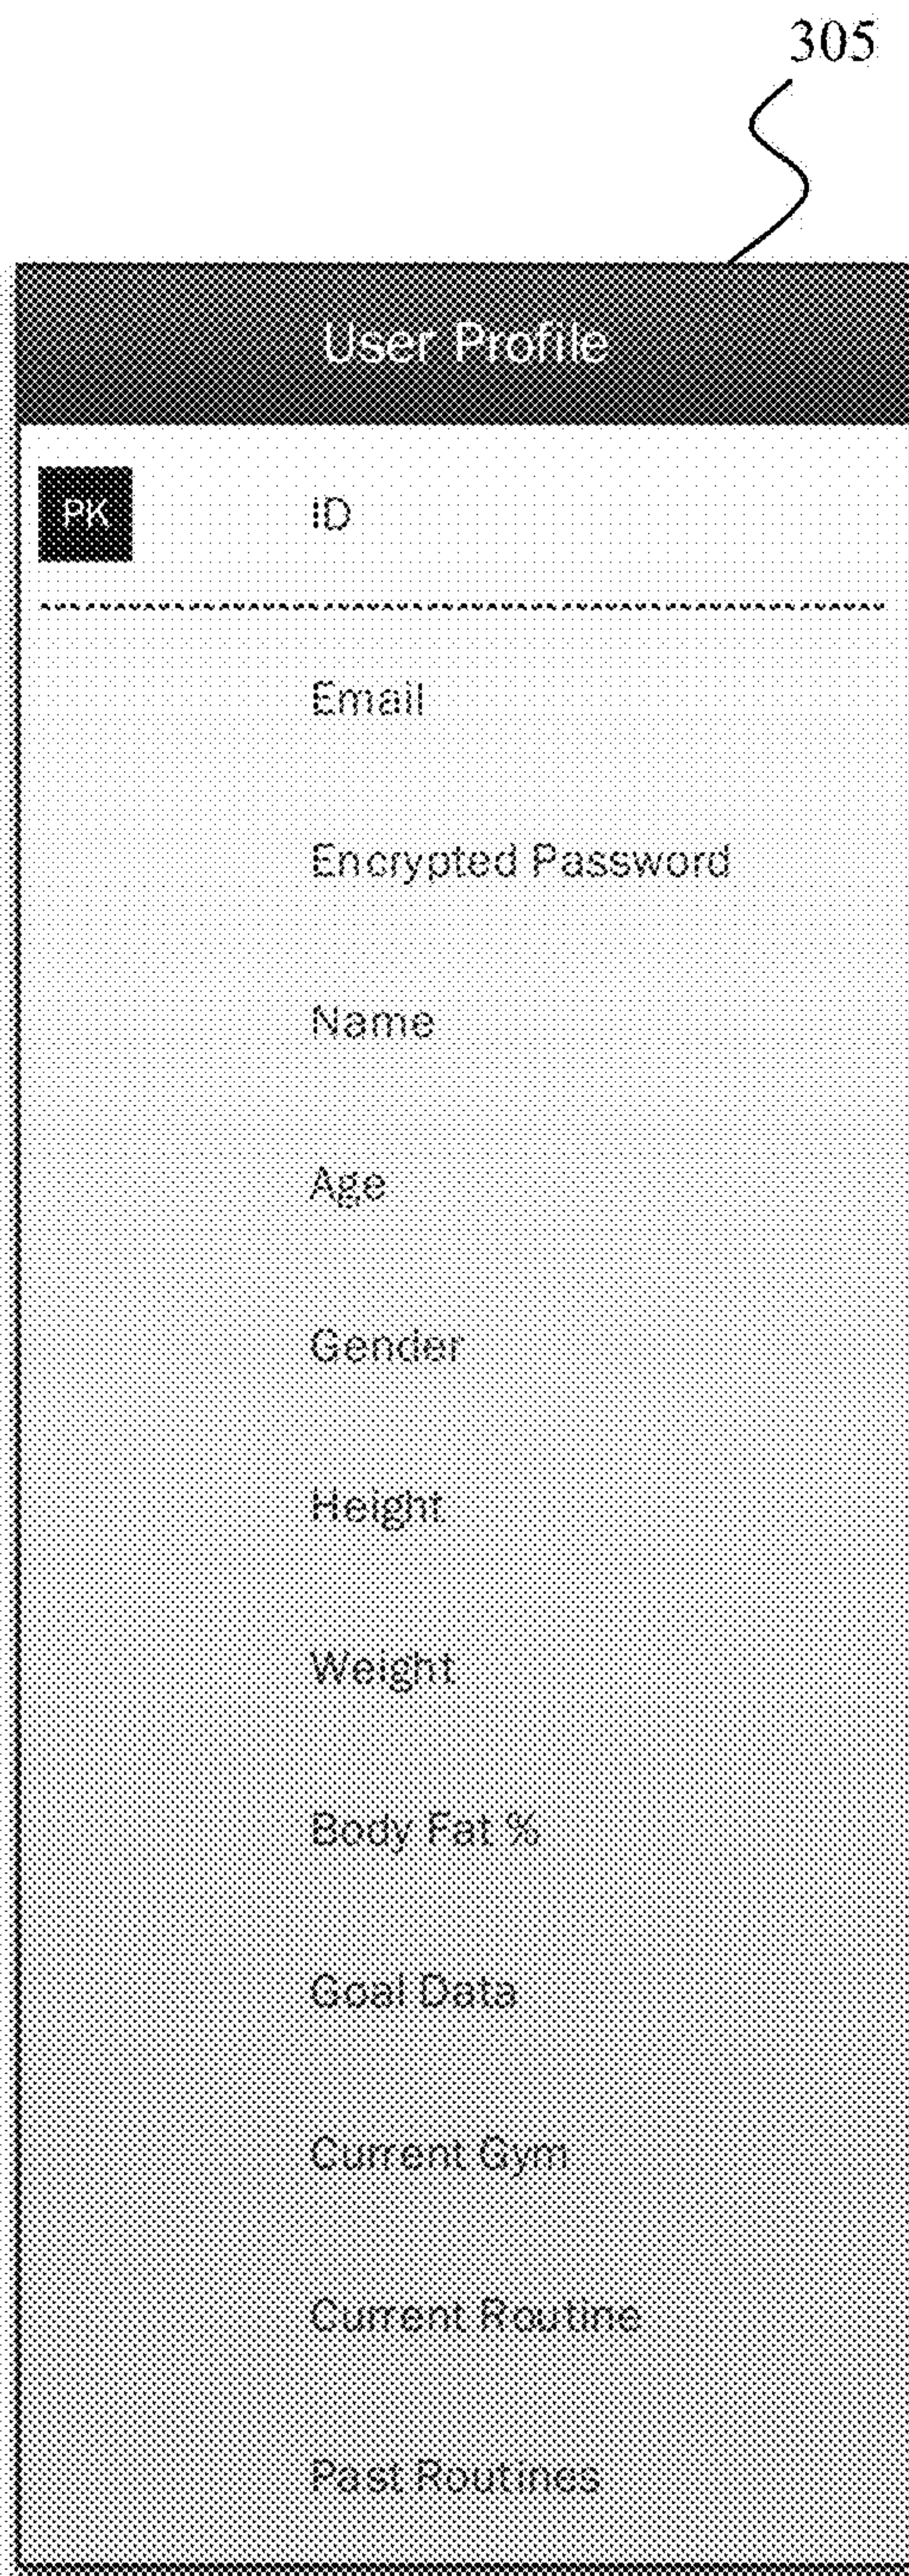 305
User Profile
PK ID
Email
Encrypted Password
Name
Age
Gender
Height
Weight
Body Fat %
Goal Data
Current Gym
Current Routine
Past Routines